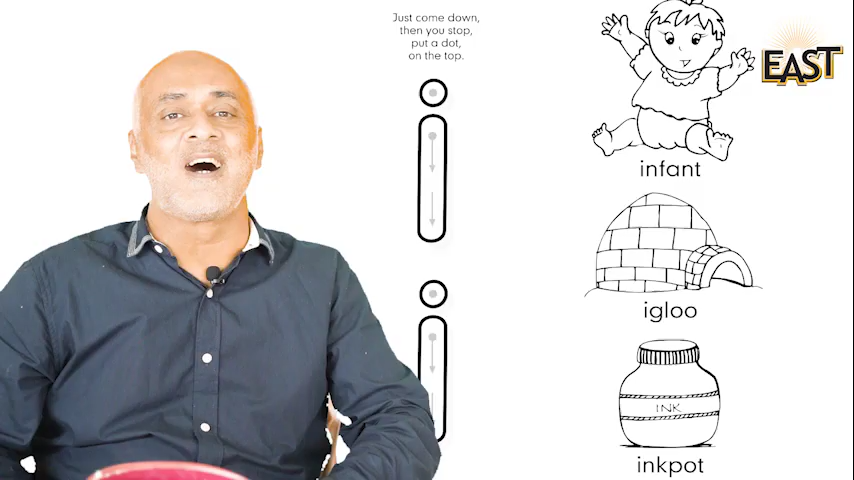 Just come down,
then you stop,
put a dot,
on the top.
EAST
infant
igloo
INK
inkpot